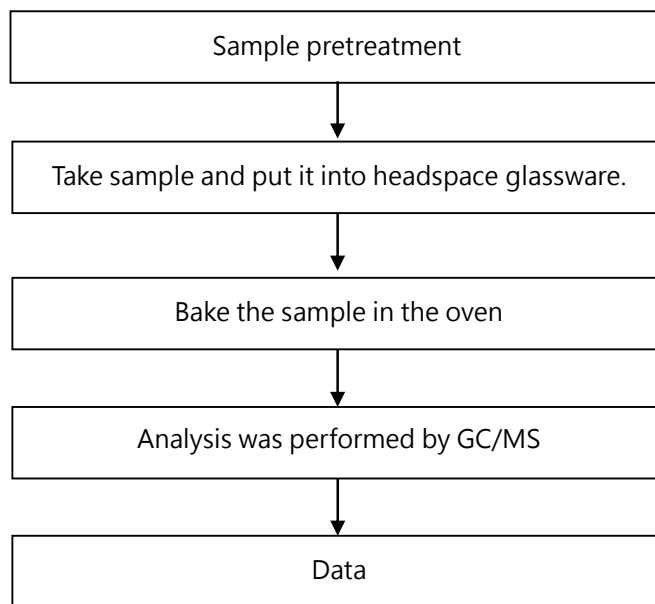 Sample pretreatment
Take sample and put it into headspace glassware.
Bake the sample in the oven
Analysis was performed by GC/MS
Data